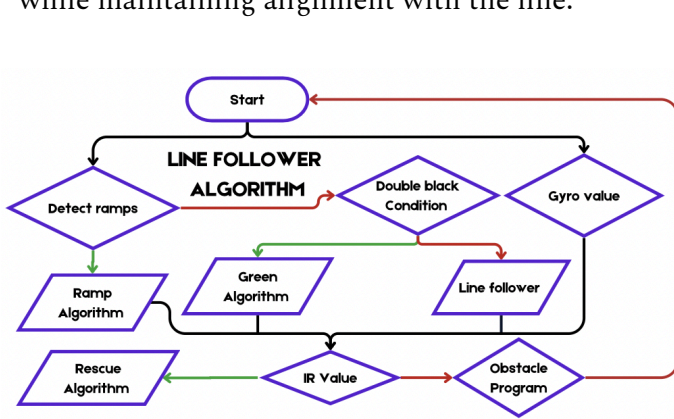 while maintaining alignment with the line.
Start
LINE FOLLOWER
ALGORITHM
Detect ramps
Double black
Condition
Gyro value
Ramp
Algorithm
Green
Algorithm
Line follower
Rescue
Algorithm
IR Value
Obstacle
Program